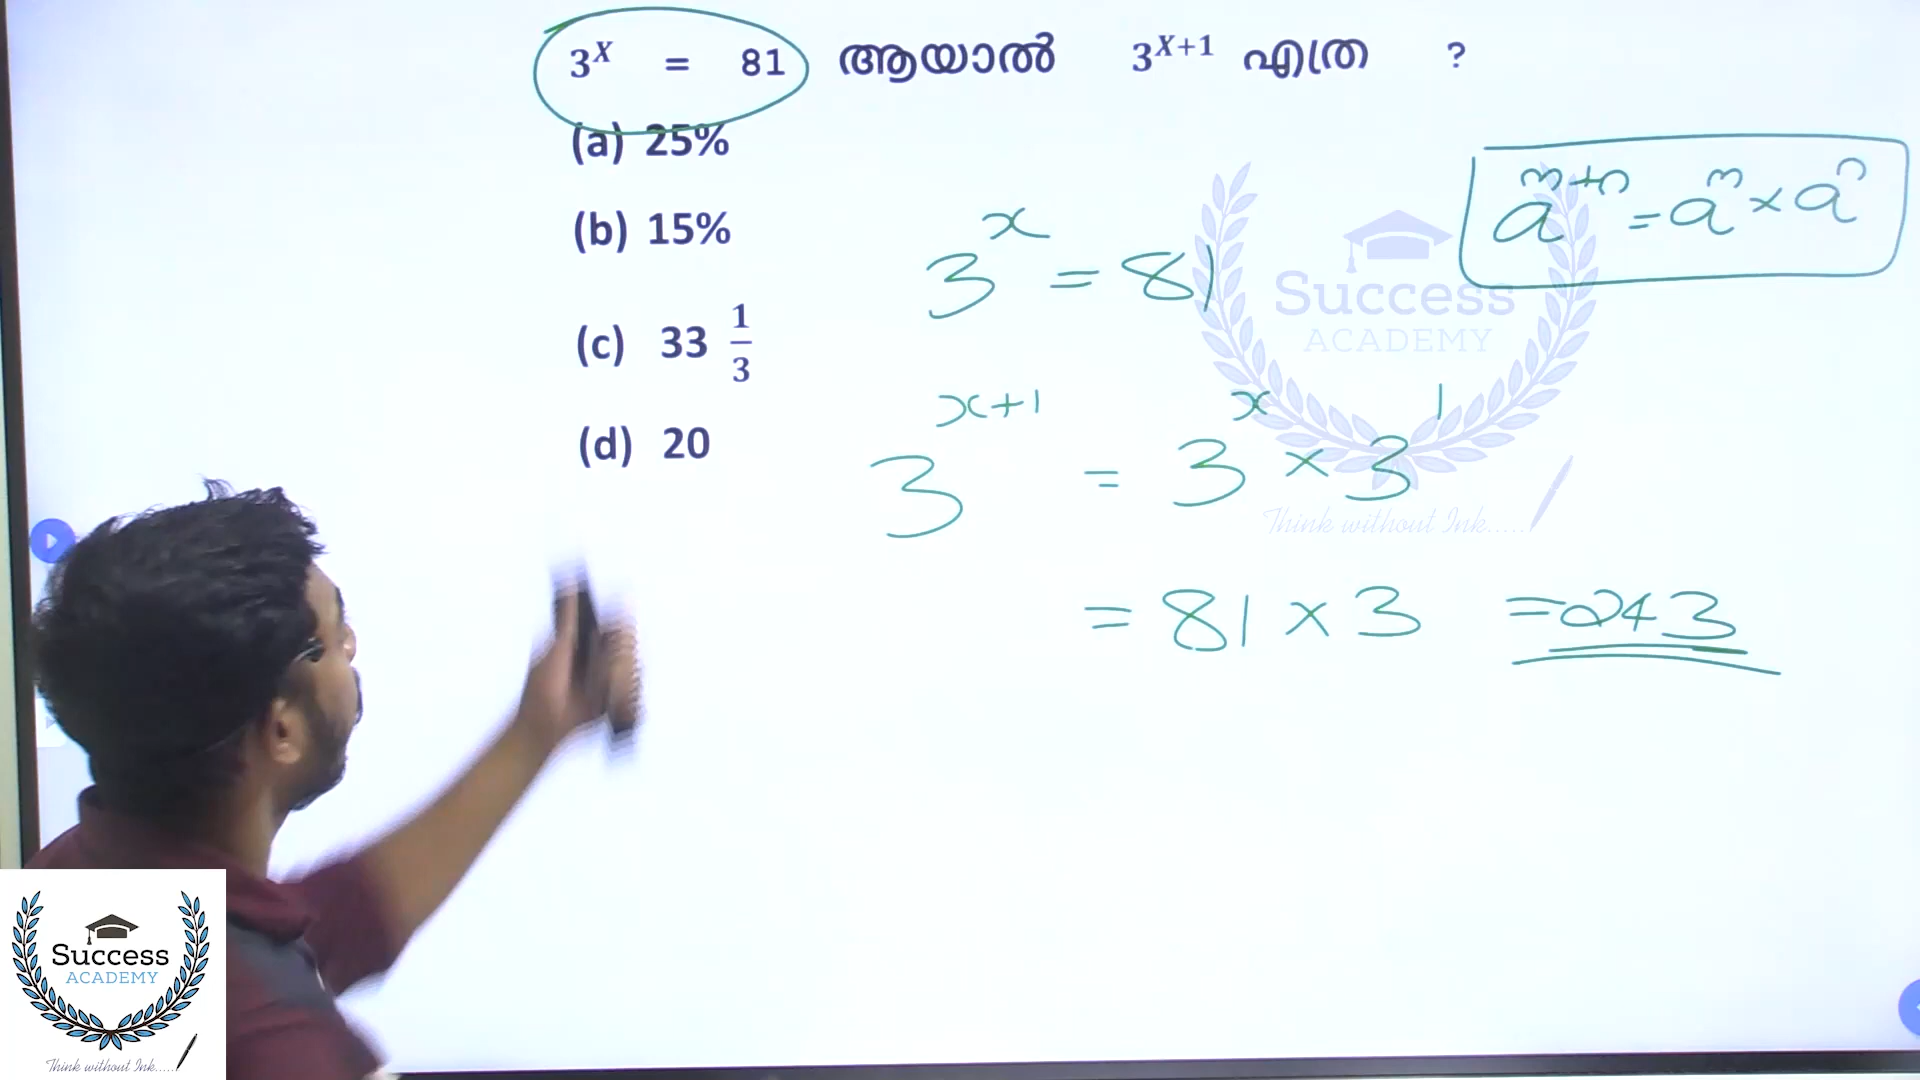 3^X = 81 ആയാൽ 3^{X+1} എത്ര ?
(a) 25%
(b) 15%
(c) 33 1/3
(d) 20
a^{m+n} = a^m × a^n
3^x = 81
3^{x+1} = 3^x × 3^1
= 81 × 3 = 243
Success
ACADEMY
Think without Ink.....
Success
ACADEMY
Think without Ink.....